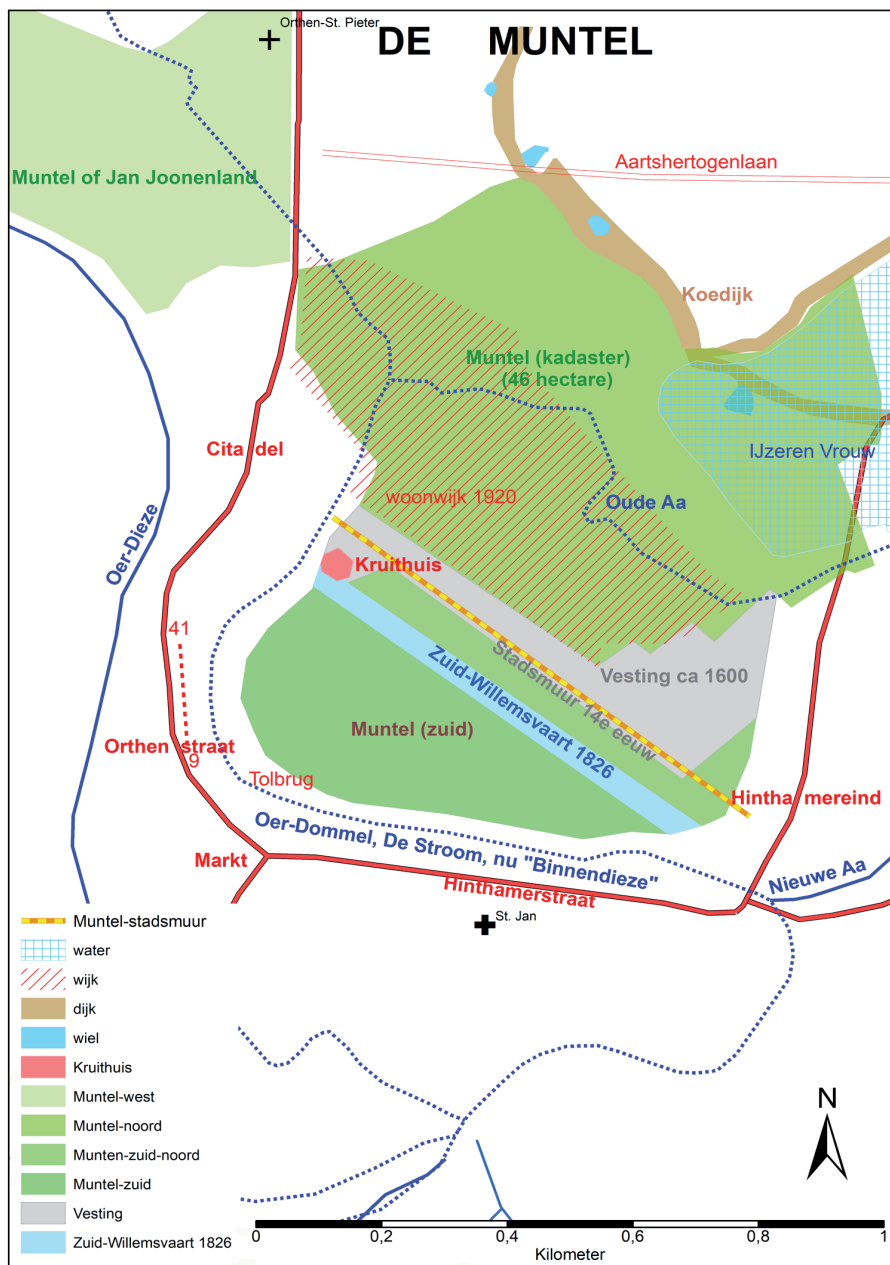 Orthen-St. Pieter
DE MUNTEL
Aartshertogenlaan
Muntel of Jan Joonenland
Koedijk
Muntel (kadaster)
(46 hectare)
Citadel
IJzeren Vrouw
woonwijk 1920
Oude Aa
Oer-Dieze
Kruithuis
41
Stadsmuur 14e eeuw
Vesting ca 1600
Zuid-Willemsvaart 1826
Muntel (zuid)
Orthen straat
9
Tolbrug
Hinthamereind
Oer-Dommel, De Stroom, nu "Binnendieze"
Markt
Nieuwe Aa
Hinthamerstraat
St. Jan
Muntel-stadsmuur
water
wijk
dijk
wiel
Kruithuis
Muntel-west
Muntel-noord
Munten-zuid-noord
Muntel-zuid
Vesting
Zuid-Willemsvaart 1826
N
0 0,2 0,4 0,6 0,8 1
Kilometer